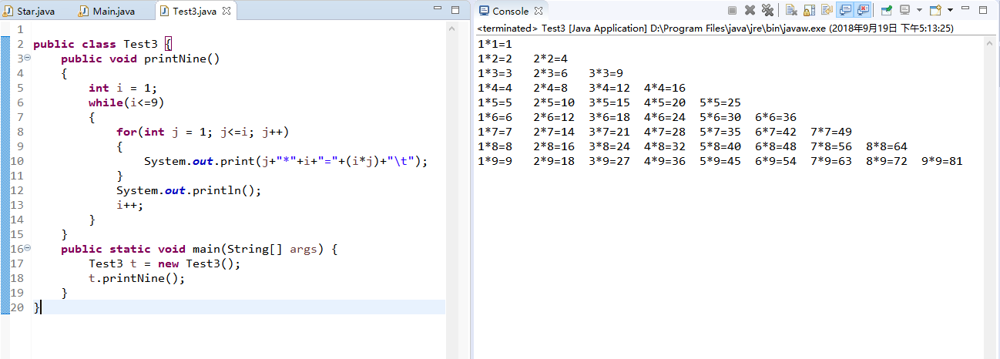 Star.java Main.java Test3.java
1
2 public class Test3 {
3 public void printNine()
4 {
5 int i = 1;
6 while(i<=9)
7 {
8 for(int j = 1; j<=i; j++)
9 {
10 System.out.print(j+"*"+i+"="+(i*j)+"\t");
11 }
12 System.out.println();
13 i++;
14 }
15 }
16 public static void main(String[] args) {
17 Test3 t = new Test3();
18 t.printNine();
19 }
20 }
Console
<terminated> Test3 [Java Application] D:\Program Files\java\jre\bin\javaw.exe (2018年9月19日 下午5:13:25)
1*1=1
1*2=2 2*2=4
1*3=3 2*3=6 3*3=9
1*4=4 2*4=8 3*4=12 4*4=16
1*5=5 2*5=10 3*5=15 4*5=20 5*5=25
1*6=6 2*6=12 3*6=18 4*6=24 5*6=30 6*6=36
1*7=7 2*7=14 3*7=21 4*7=28 5*7=35 6*7=42 7*7=49
1*8=8 2*8=16 3*8=24 4*8=32 5*8=40 6*8=48 7*8=56 8*8=64
1*9=9 2*9=18 3*9=27 4*9=36 5*9=45 6*9=54 7*9=63 8*9=72 9*9=81